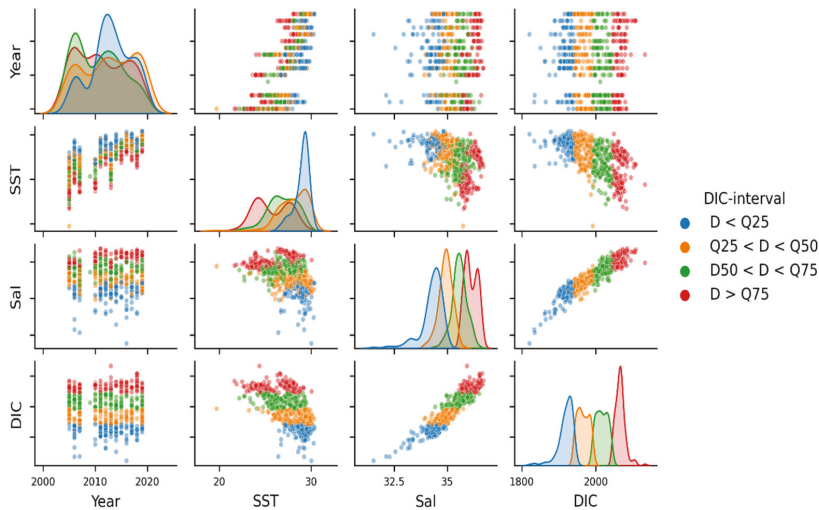 Year
SST
DIC-interval
D < Q25
Q25 < D < Q50
D50 < D < Q75
D > Q75
Sal
DIC
2000 2010 2020 20 30 32.5 35 1800 2000
Year SST Sal DIC